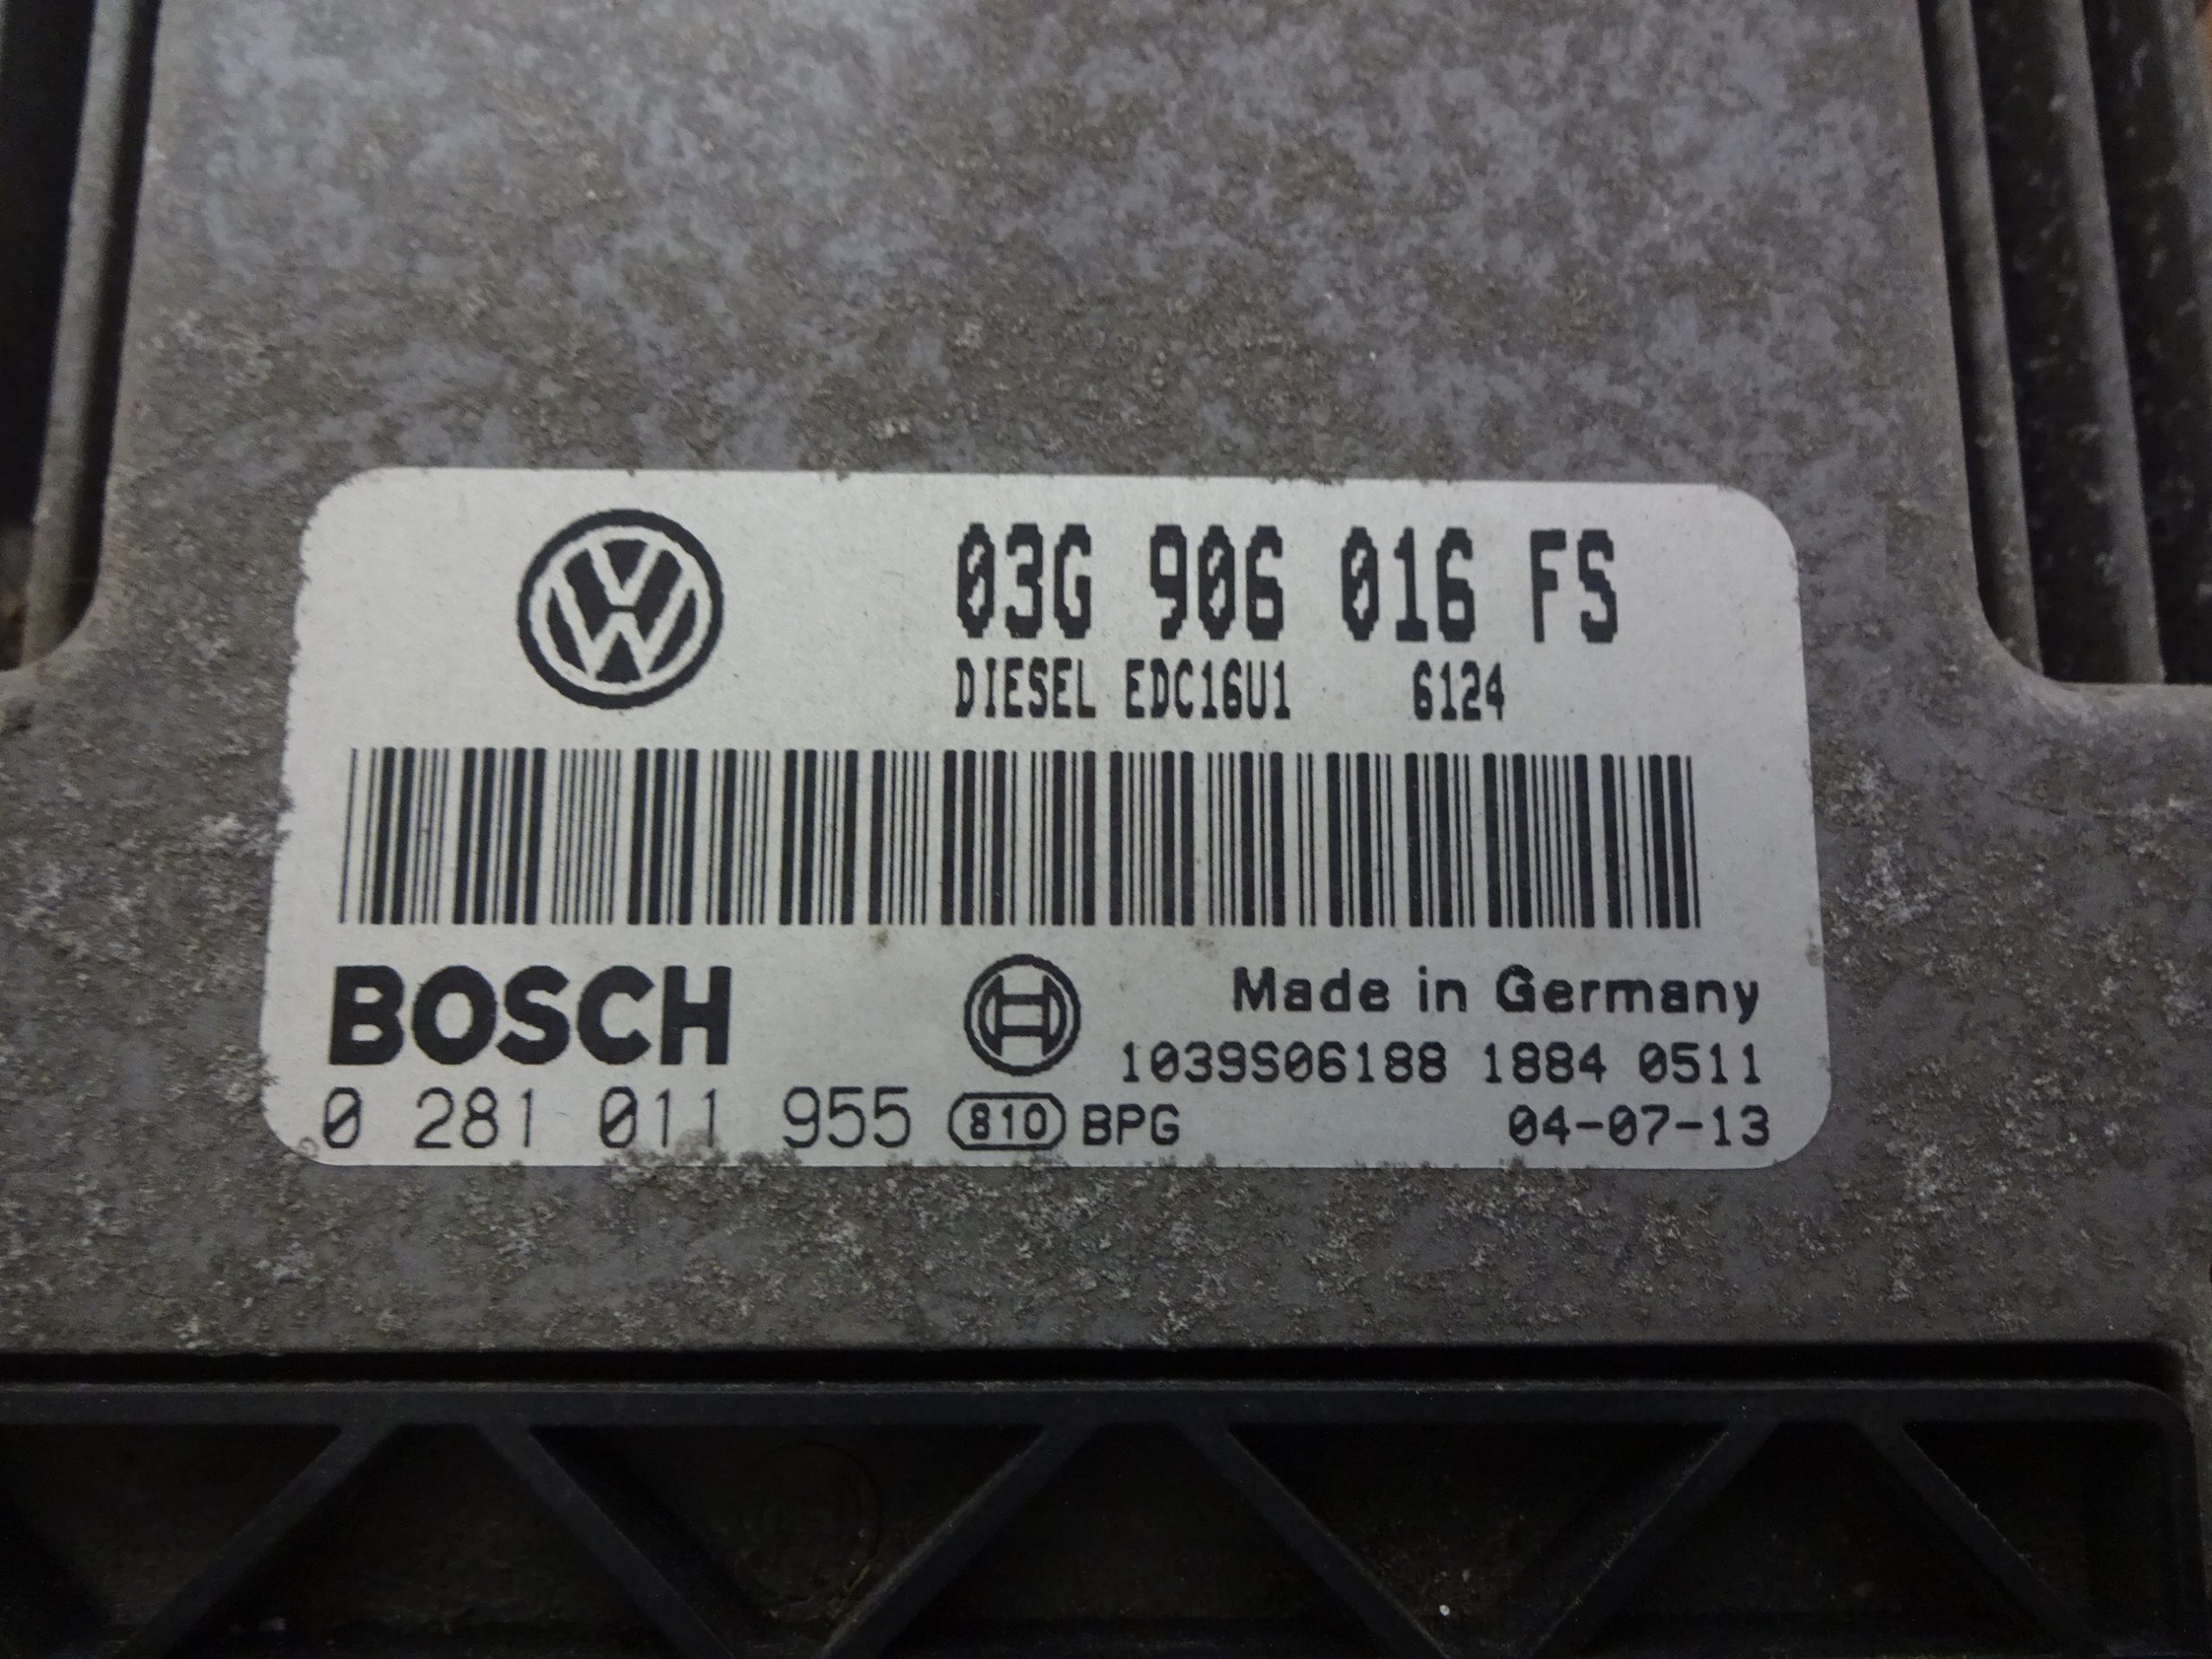 03G 906 016 FS
DIESEL EDC16U1 6124
BOSCH
Made in Germany
1039S06188 1884 0511
0 281 011 955 810 BPG 04-07-13